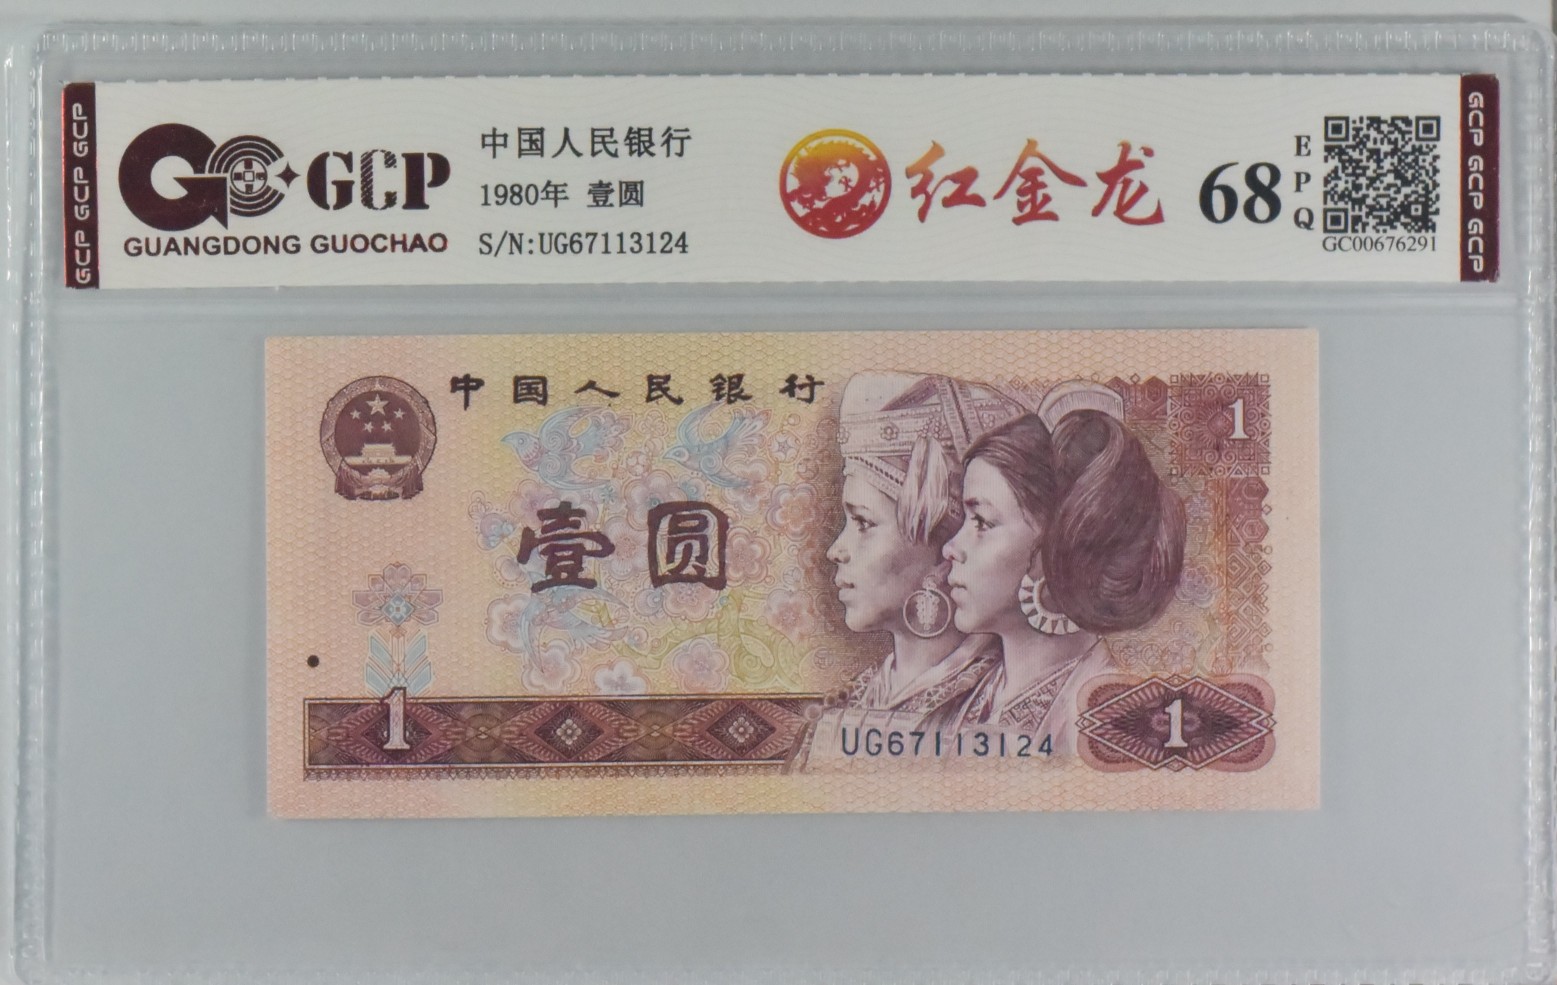 GCP GCP GCP
GCP
GUANGDONG GUOCHAO
中国人民银行
1980年 壹圆
S/N:UG67113124
红金龙
68
EPQ
GC00676291
GCP GCP GCP
中国人民银行
1
壹圆
1
UG67113124
1